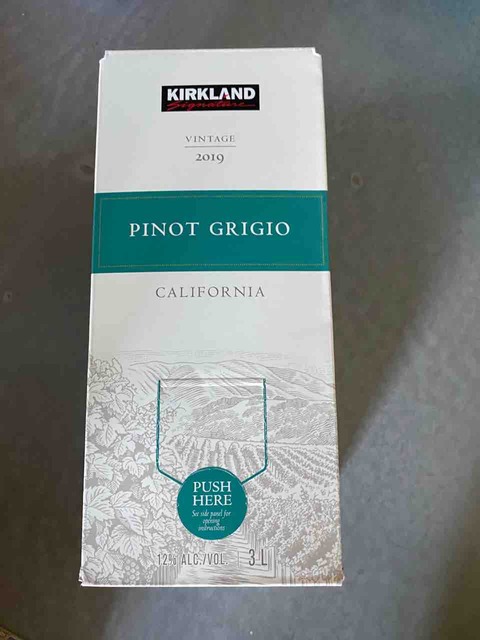 KIRKLAND
Signature
VINTAGE
2019
PINOT GRIGIO
CALIFORNIA
PUSH
HERE
See side panel for
opening
instructions
12% ALC./VOL. 3 L